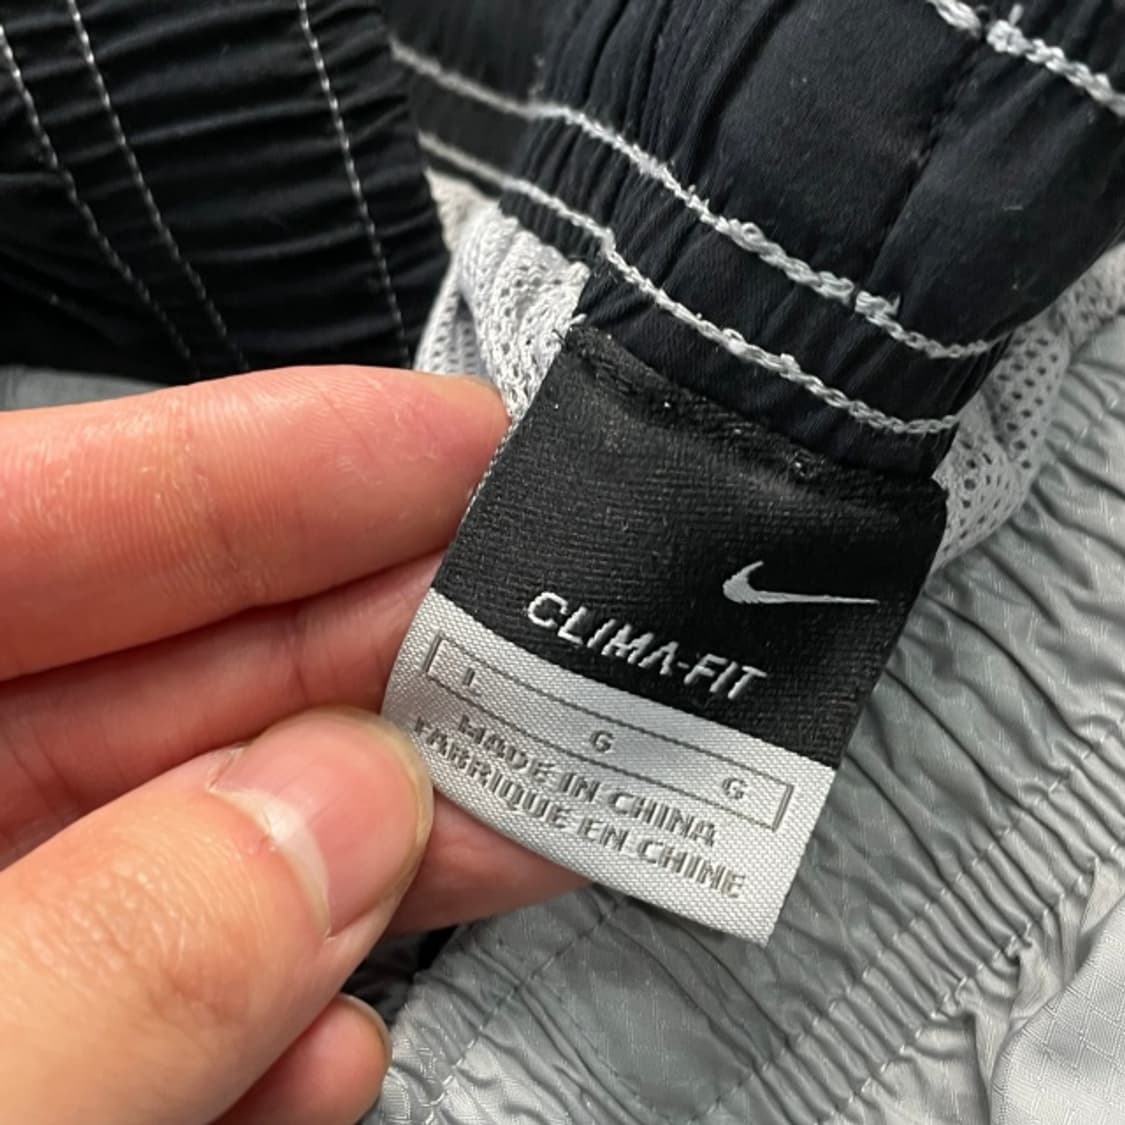 CLIMA-FIT
L G G
MADE IN CHINA
FABRIQUE EN CHINE